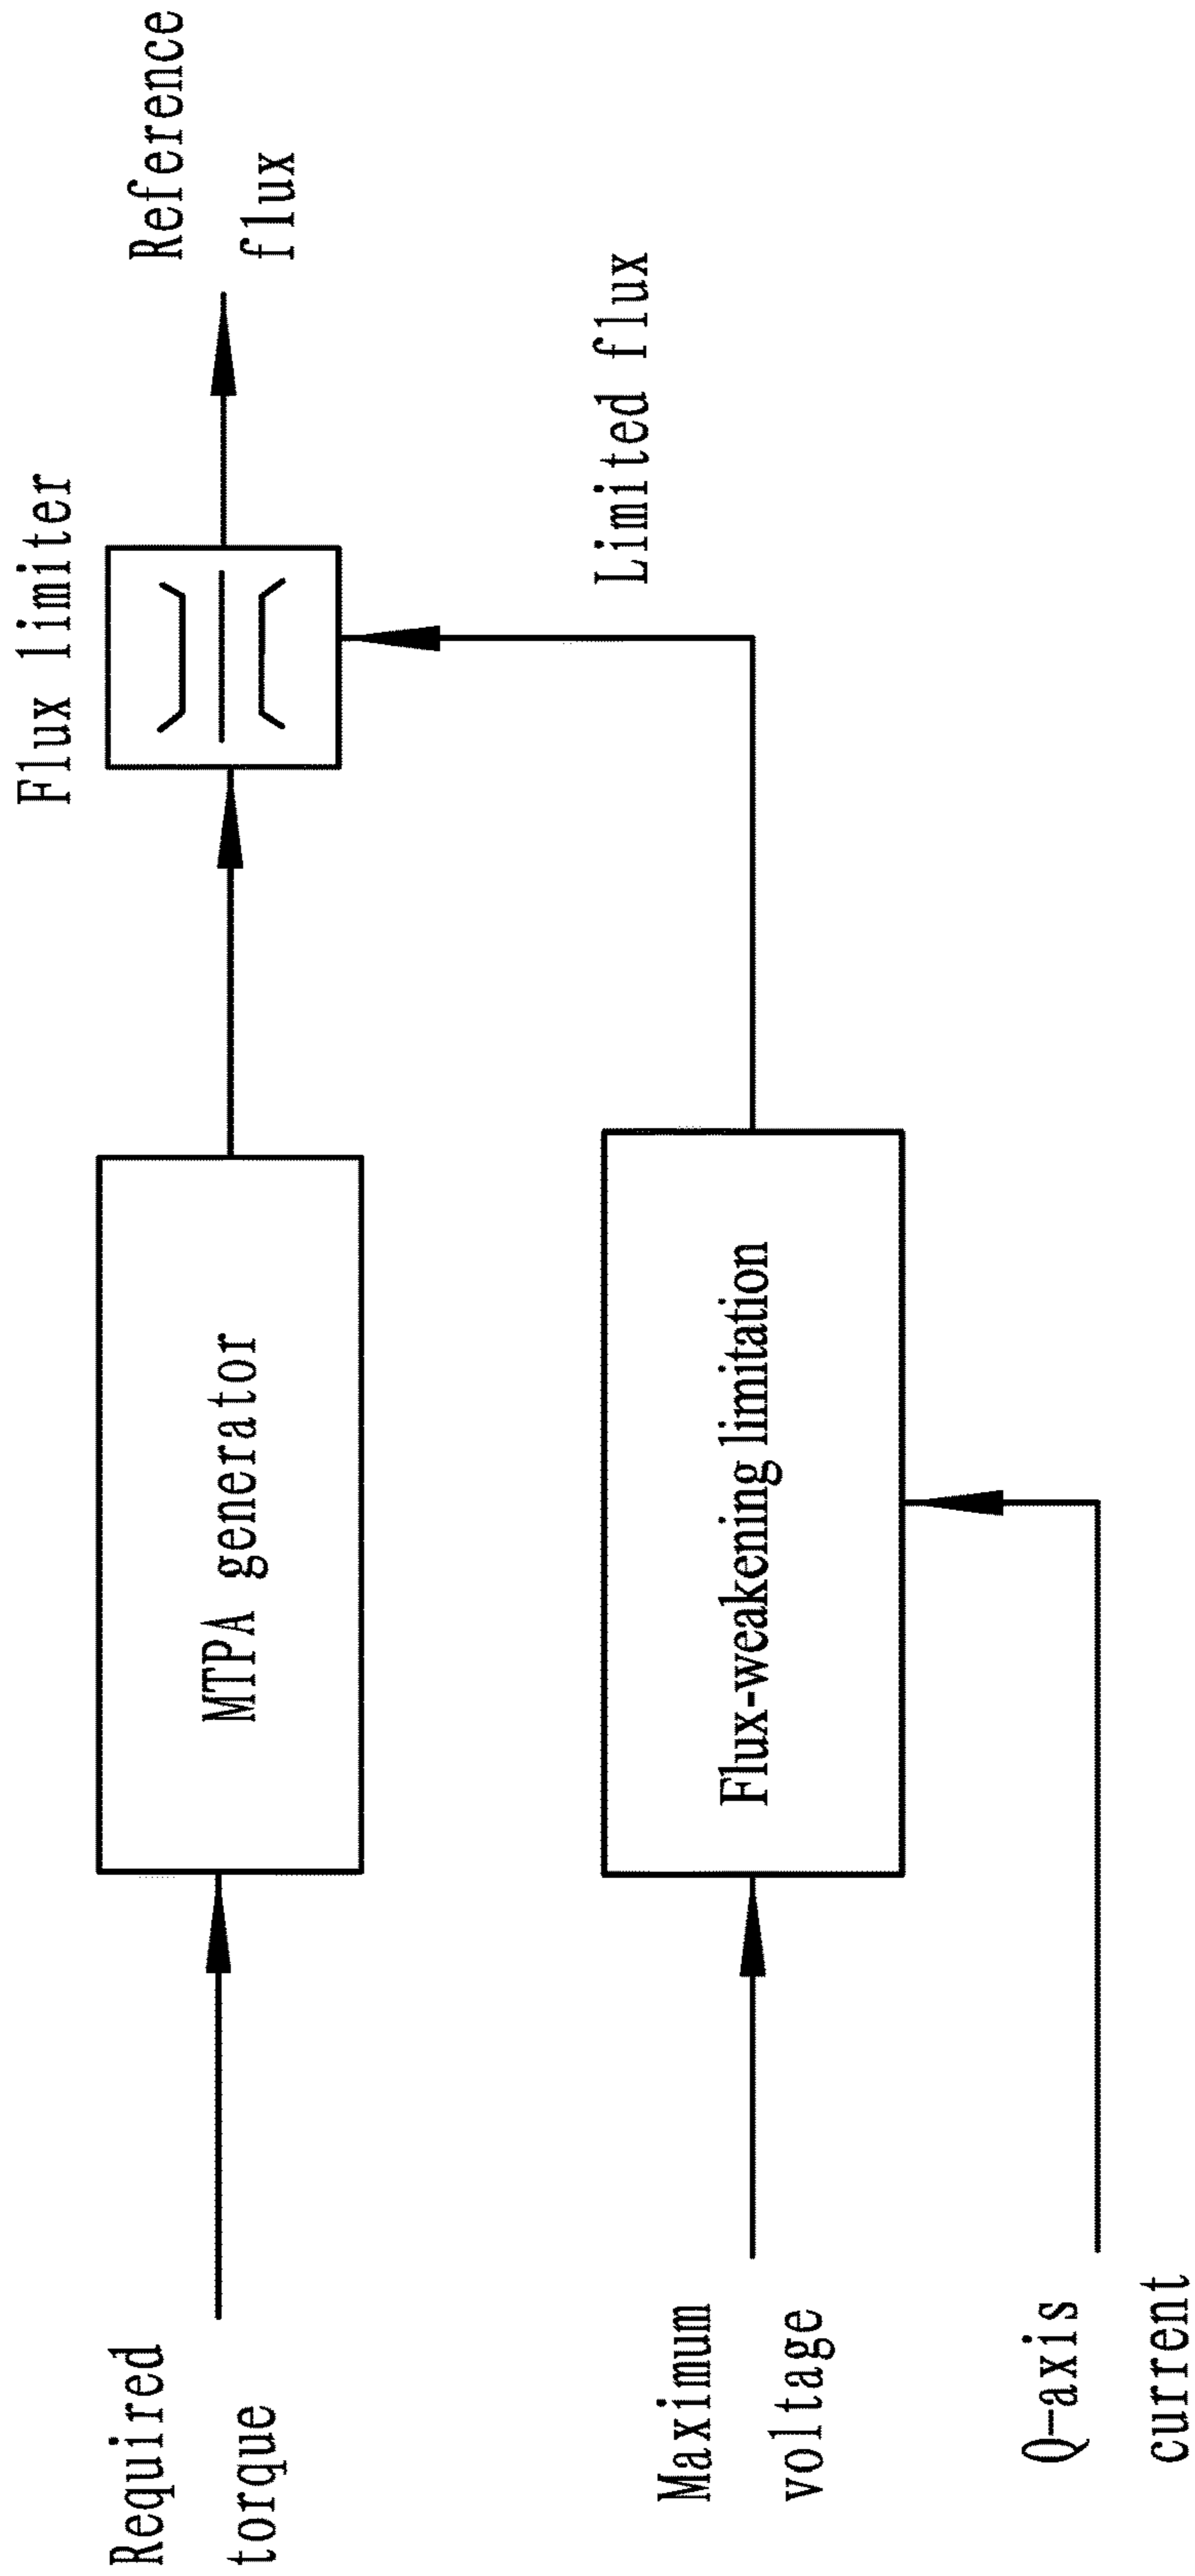 Flux limiter
Required
torque
MTPA generator
Reference
flux
Limited flux
Maximum
voltage
Flux-weakening limitation
Q-axis
current